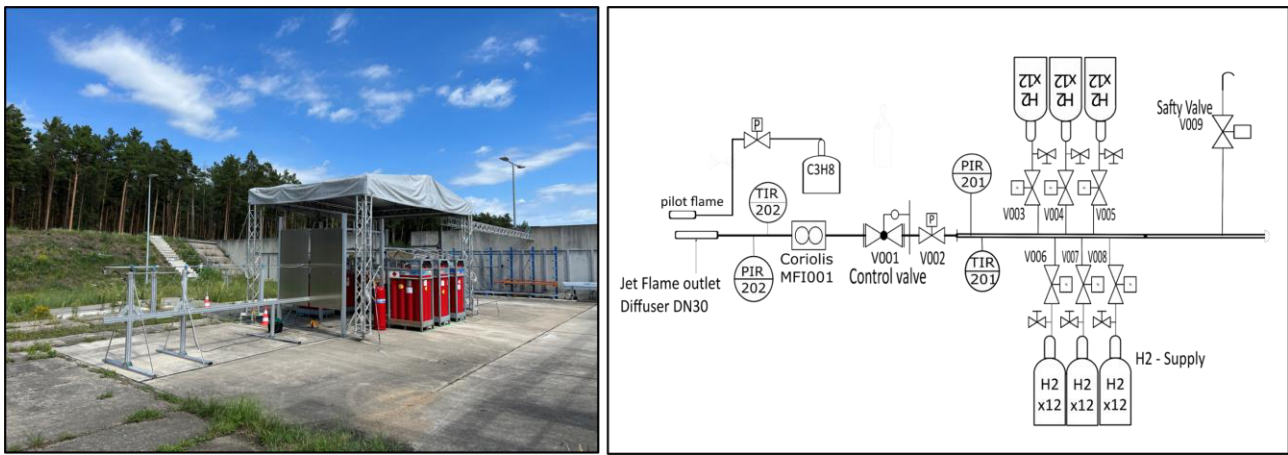 H2 H2 H2
x12 x12 x12
Safty Valve
V009
P
C3H8
PIR
201
pilot flame
TIR
202
V003 V004 V005
Jet Flame outlet
Diffuser DN30
PIR
202
Coriolis
MFI001
V001
Control valve
P
V002
TIR
201
V006 V007 V008
H2 - Supply
H2 H2 H2
x12 x12 x12